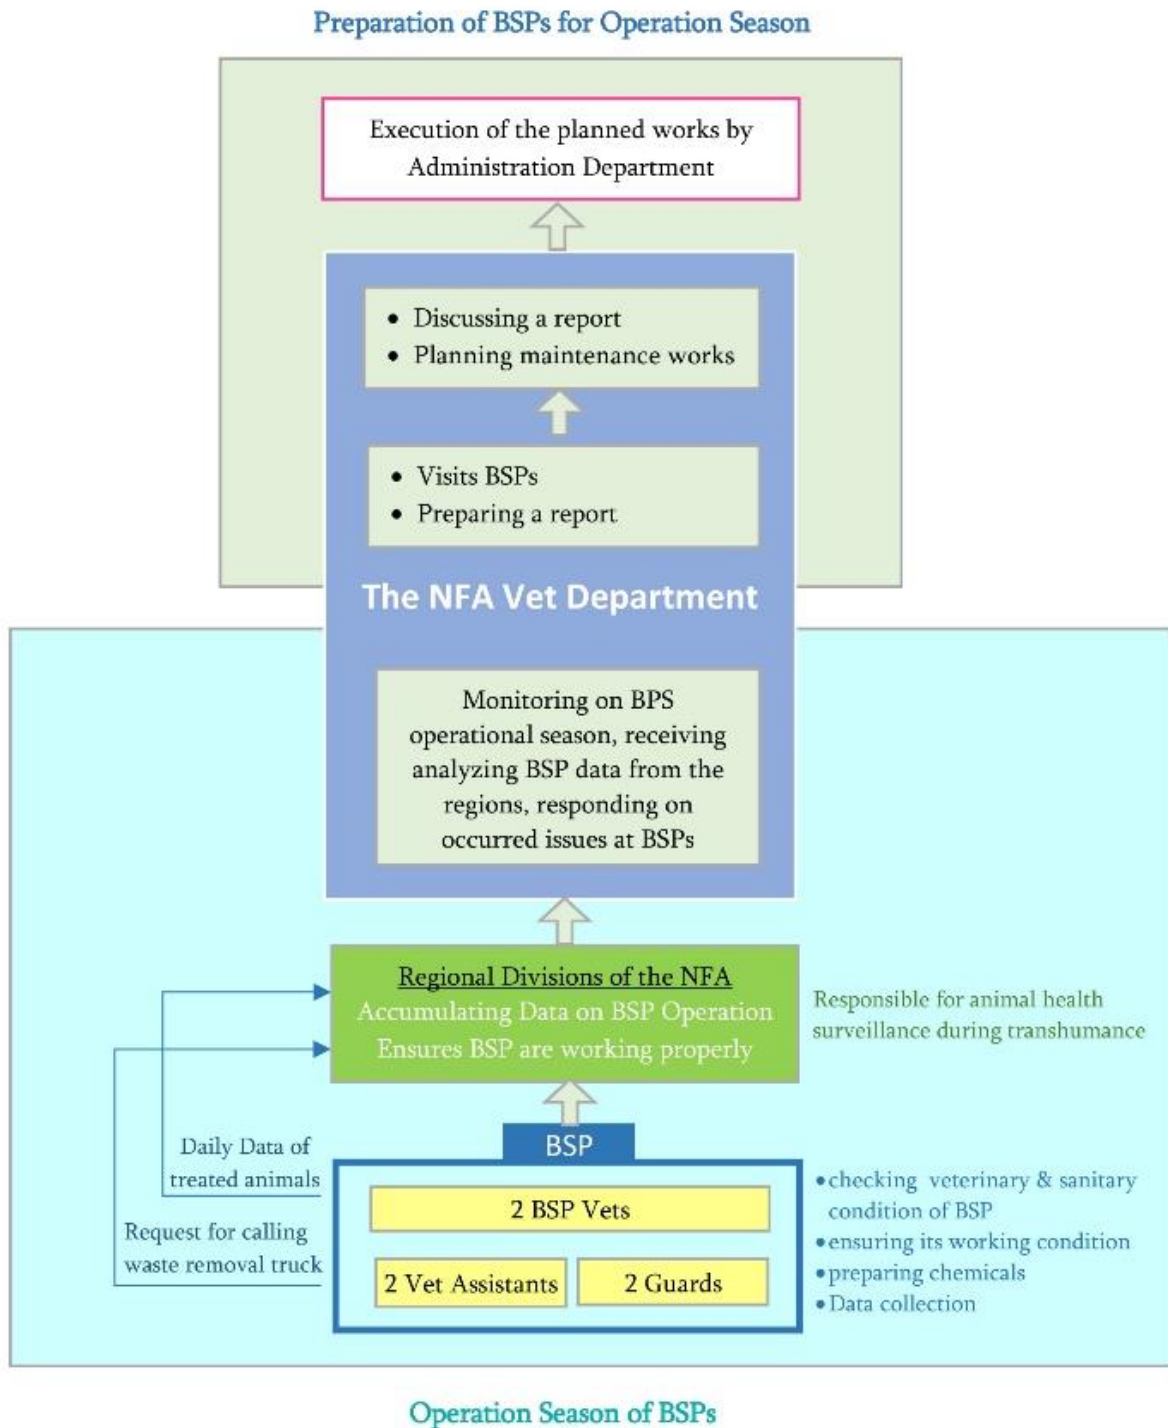 Preparation of BSPs for Operation Season
Execution of the planned works by
Administration Department
• Discussing a report
• Planning maintenance works
• Visits BSPs
• Preparing a report
The NFA Vet Department
Monitoring on BPS
operational season, receiving
analyzing BSP data from the
regions, responding on
occurred issues at BSPs
Regional Divisions of the NFA
Accumulating Data on BSP Operation
Ensures BSP are working properly
Responsible for animal health
surveillance during transhumance
Daily Data of
treated animals
Request for calling
waste removal truck
BSP
2 BSP Vets
2 Vet Assistants
2 Guards
•checking veterinary & sanitary
condition of BSP
•ensuring its working condition
•preparing chemicals
•Data collection
Operation Season of BSPs